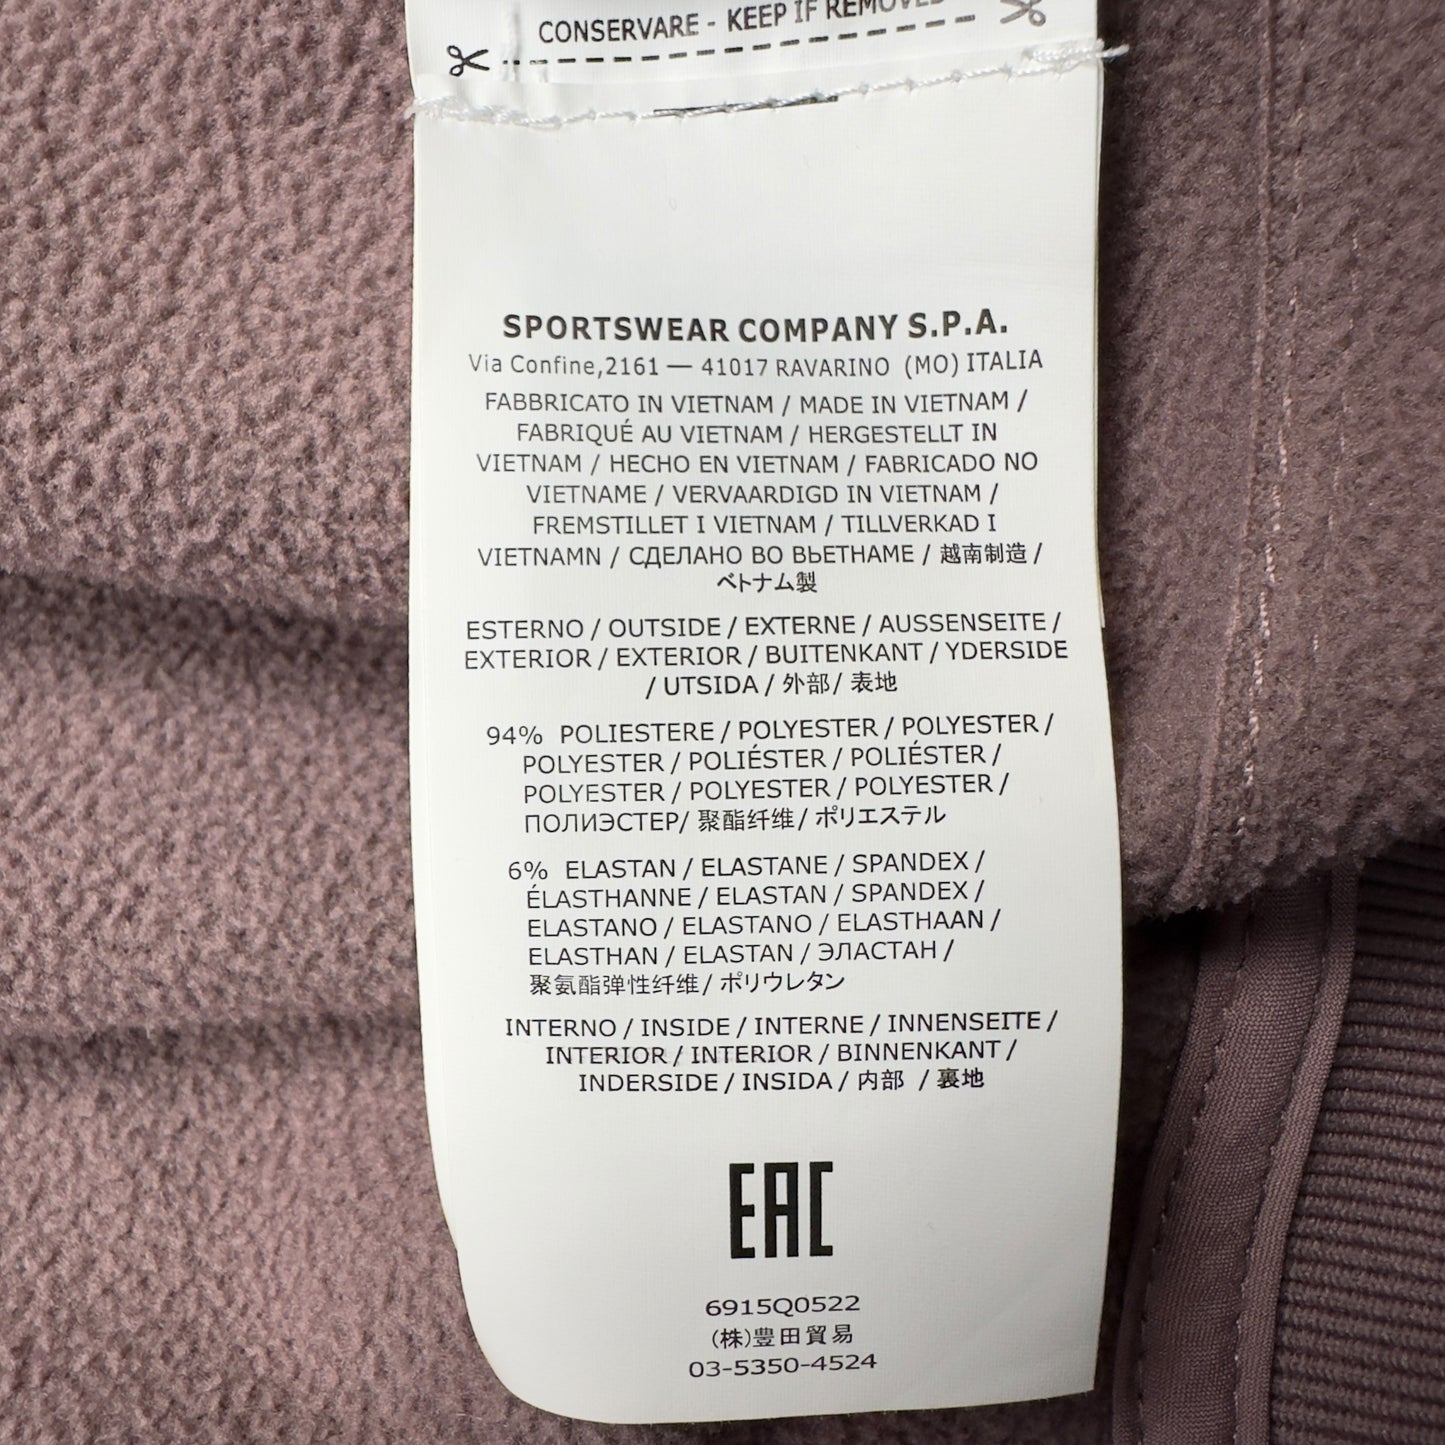 CONSERVARE - KEEP IF REMOVED
SPORTSWEAR COMPANY S.P.A.
Via Confine,2161 — 41017 RAVARINO (MO) ITALIA
FABBRICATO IN VIETNAM / MADE IN VIETNAM /
FABRIQUÉ AU VIETNAM / HERGESTELLT IN
VIETNAM / HECHO EN VIETNAM / FABRICADO NO
VIETNAME / VERVAARDIGD IN VIETNAM /
FREMSTILLET I VIETNAM / TILLVERKAD I
VIETNAMN / СДЕЛАНО ВО ВЬЕТНАМЕ / 越南制造 /
ベトナム製
ESTERNO / OUTSIDE / EXTERNE / AUSSENSEITE /
EXTERIOR / EXTERIOR / BUITENKANT / YDERSIDE
/ UTSIDA / 外部/ 表地
94% POLIESTERE / POLYESTER / POLYESTER /
POLYESTER / POLIÉSTER / POLIÉSTER /
POLYESTER / POLYESTER / POLYESTER /
ПОЛИЭСТЕР/ 聚酯纤维/ ポリエステル
6% ELASTAN / ELASTANE / SPANDEX /
ÉLASTHANNE / ELASTAN / SPANDEX /
ELASTANO / ELASTANO / ELASTHAAN /
ELASTHAN / ELASTAN / ЭЛАСТАН /
聚氨酯弹性纤维/ ポリウレタン
INTERNO / INSIDE / INTERNE / INNENSEITE /
INTERIOR / INTERIOR / BINNENKANT /
INDERSIDE / INSIDA / 内部 / 裏地
EAC
6915Q0522
(株)豊田貿易
03-5350-4524